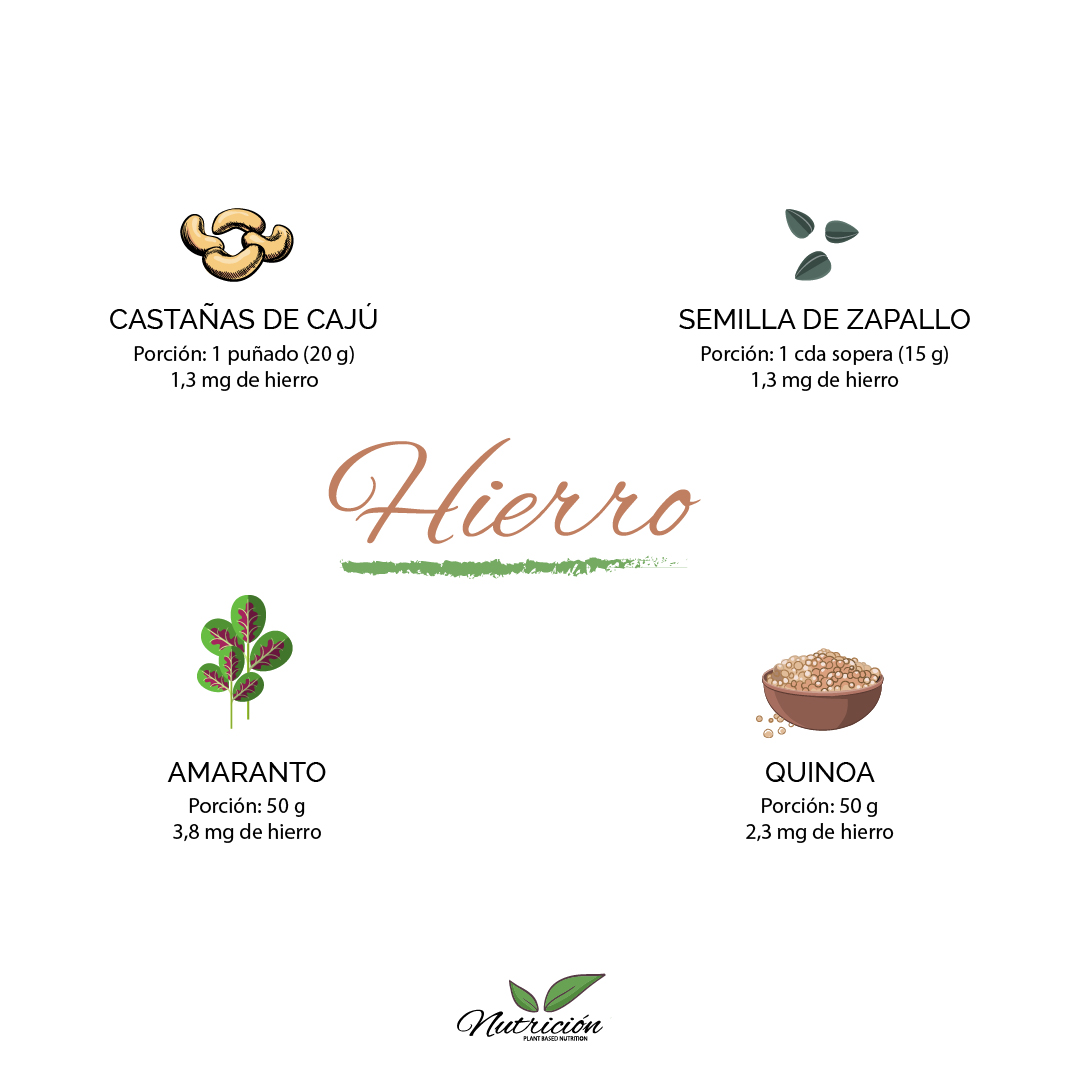 CASTAÑAS DE CAJÚ
Porción: 1 puñado (20 g)
1,3 mg de hierro
SEMILLA DE ZAPALLO
Porción: 1 cda sopera (15 g)
1,3 mg de hierro
Hierro
AMARANTO
Porción: 50 g
3,8 mg de hierro
QUINOA
Porción: 50 g
2,3 mg de hierro
Nutrición
PLANT BASED NUTRITION